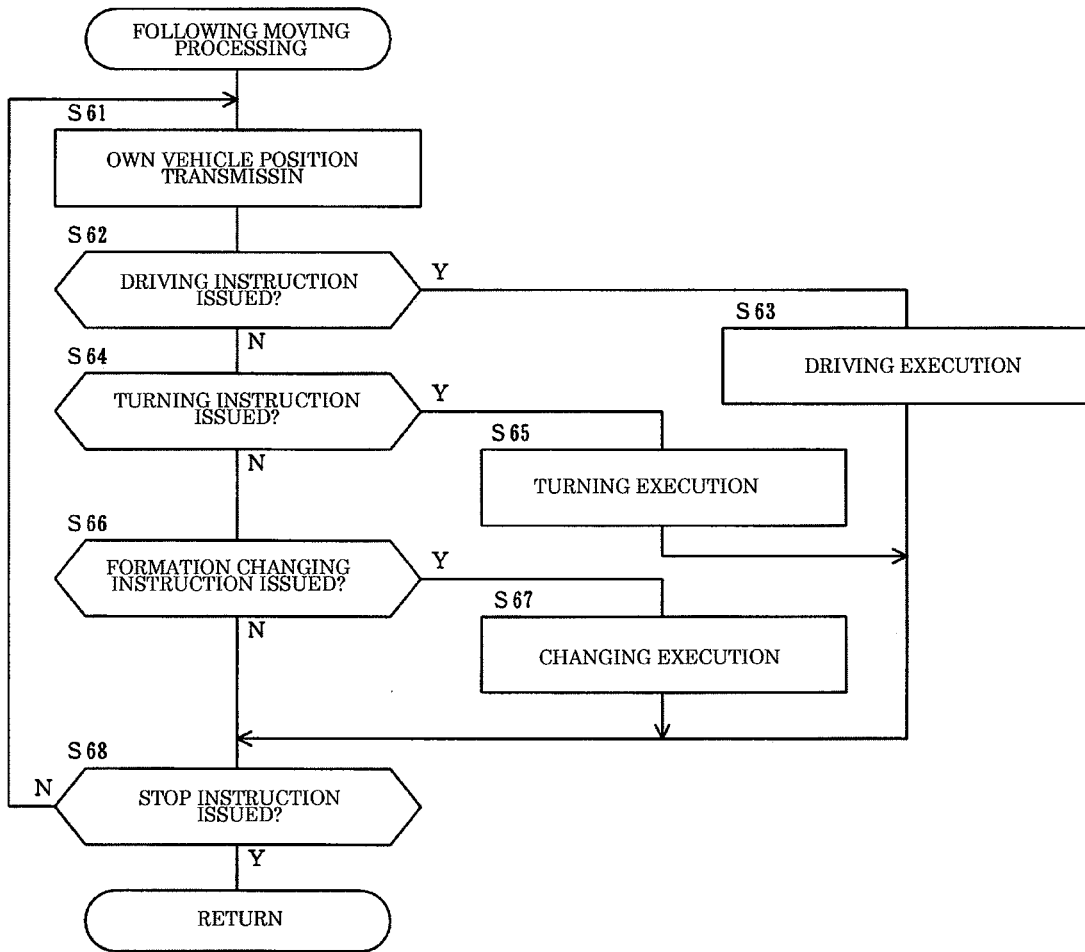 FOLLOWING MOVING
PROCESSING
S61
OWN VEHICLE POSITION
TRANSMISSIN
S62
DRIVING INSTRUCTION
ISSUED?
Y
N
S63
DRIVING EXECUTION
S64
TURNING INSTRUCTION
ISSUED?
Y
N
S65
TURNING EXECUTION
S66
FORMATION CHANGING
INSTRUCTION ISSUED?
Y
N
S67
CHANGING EXECUTION
S68
N
STOP INSTRUCTION
ISSUED?
Y
RETURN